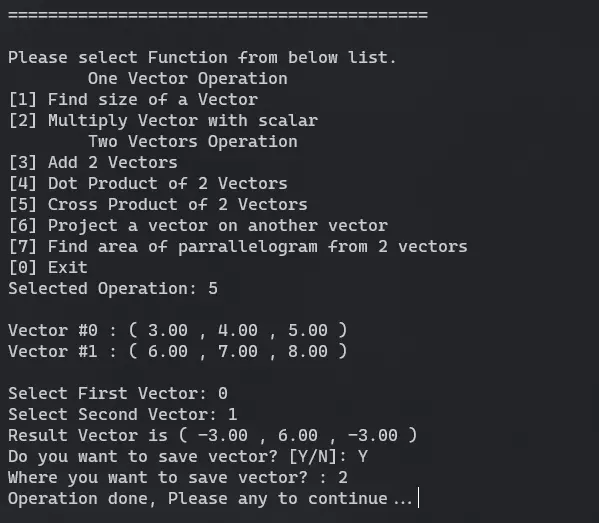 ==========================================
Please select Function from below list.
One Vector Operation
[1] Find size of a Vector
[2] Multiply Vector with scalar
Two Vectors Operation
[3] Add 2 Vectors
[4] Dot Product of 2 Vectors
[5] Cross Product of 2 Vectors
[6] Project a vector on another vector
[7] Find area of parrallelogram from 2 vectors
[0] Exit
Selected Operation: 5
Vector #0 : ( 3.00 , 4.00 , 5.00 )
Vector #1 : ( 6.00 , 7.00 , 8.00 )
Select First Vector: 0
Select Second Vector: 1
Result Vector is ( -3.00 , 6.00 , -3.00 )
Do you want to save vector? [Y/N]: Y
Where you want to save vector? : 2
Operation done, Please any to continue...